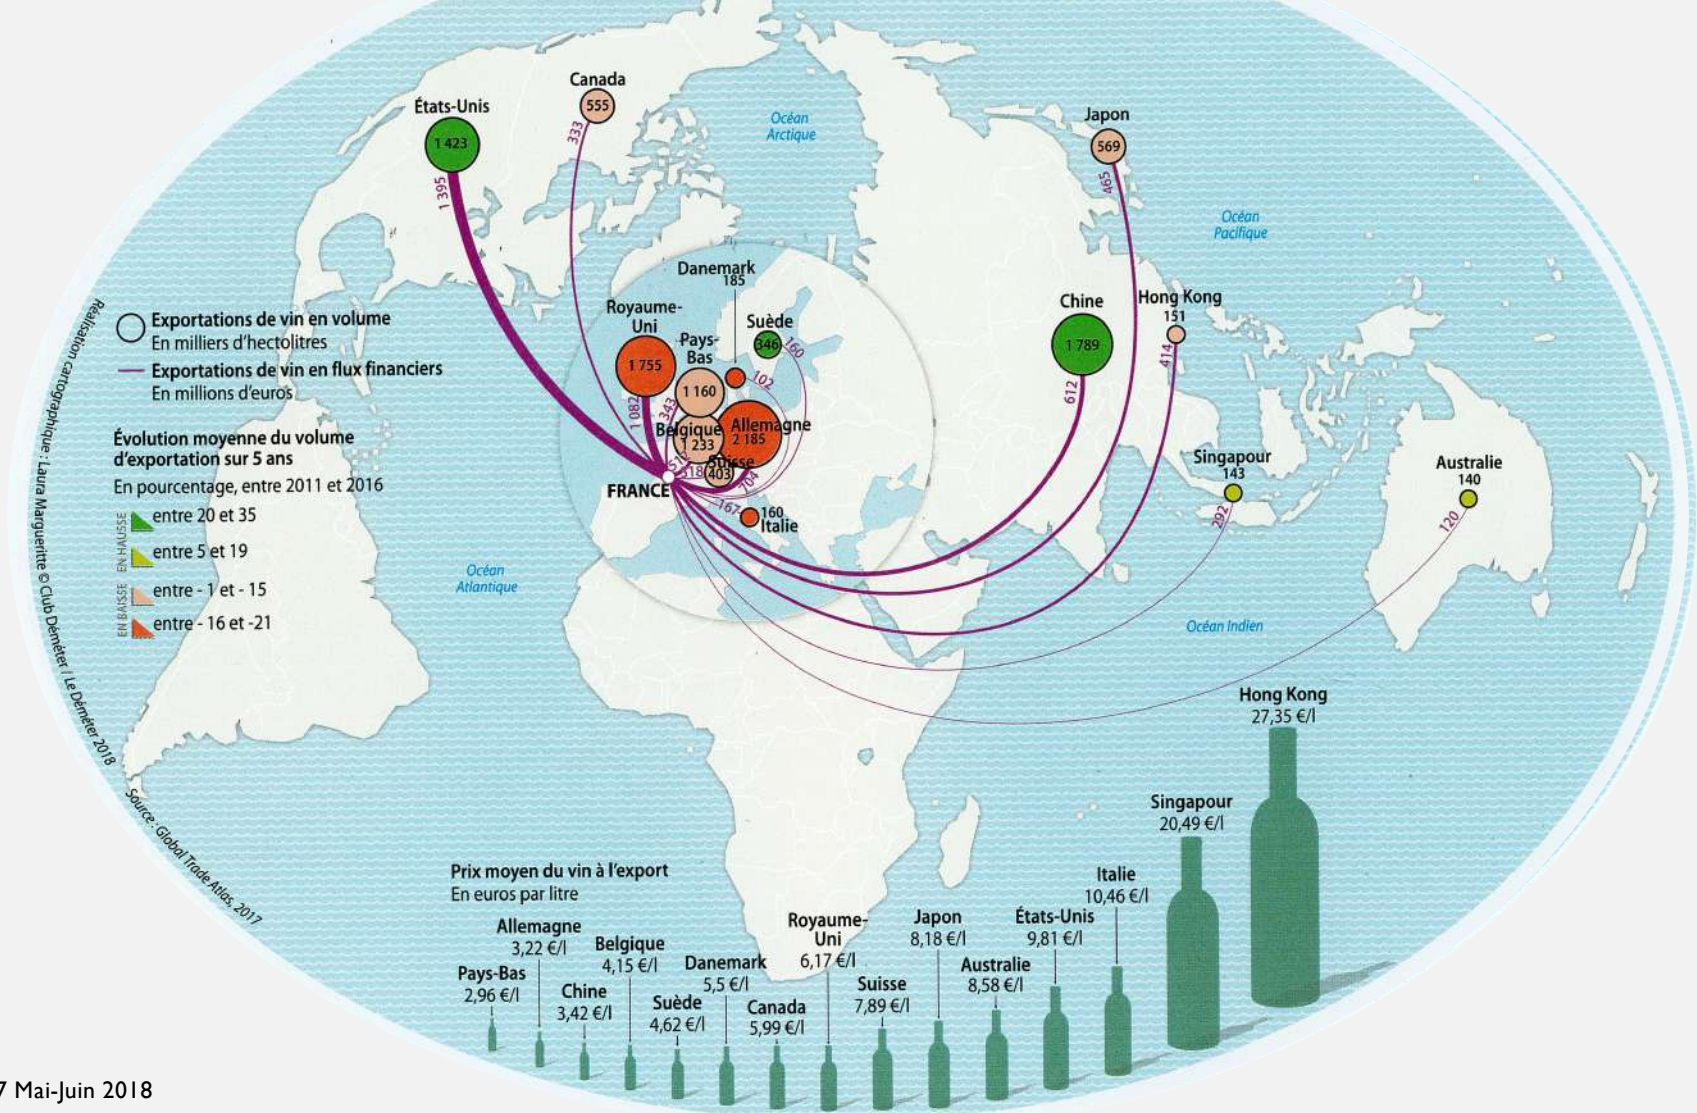 Canada
555
333
États-Unis
1 423
1 395
Océan
Arctique
Japon
569
465
Océan
Pacifique
Danemark
185
102
Royaume-
Uni
1 755
1 082
Suède
346
160
Pays-
Bas
1 160
343
Belgique
1 233
Allemagne
2 185
704
Suisse
403
318
FRANCE
167
160
Italie
Chine
1 789
612
Hong Kong
151
414
Singapour
143
292
Australie
140
120
Exportations de vin en volume
En milliers d'hectolitres
Exportations de vin en flux financiers
En millions d'euros
Évolution moyenne du volume
d'exportation sur 5 ans
En pourcentage, entre 2011 et 2016
EN HAUSSE
entre 20 et 35
entre 5 et 19
EN BAISSE
entre - 1 et - 15
entre - 16 et -21
Océan
Atlantique
Océan Indien
Réalisation cartographique : Laura Margueritte © Club Déméter / Le Déméter 2018
Source : Global Trade Atlas, 2017
Prix moyen du vin à l'export
En euros par litre
Pays-Bas
2,96 €/l
Allemagne
3,22 €/l
Chine
3,42 €/l
Belgique
4,15 €/l
Suède
4,62 €/l
Danemark
5,5 €/l
Canada
5,99 €/l
Royaume-
Uni
6,17 €/l
Suisse
7,89 €/l
Japon
8,18 €/l
Australie
8,58 €/l
États-Unis
9,81 €/l
Italie
10,46 €/l
Singapour
20,49 €/l
Hong Kong
27,35 €/l
7 Mai-Juin 2018